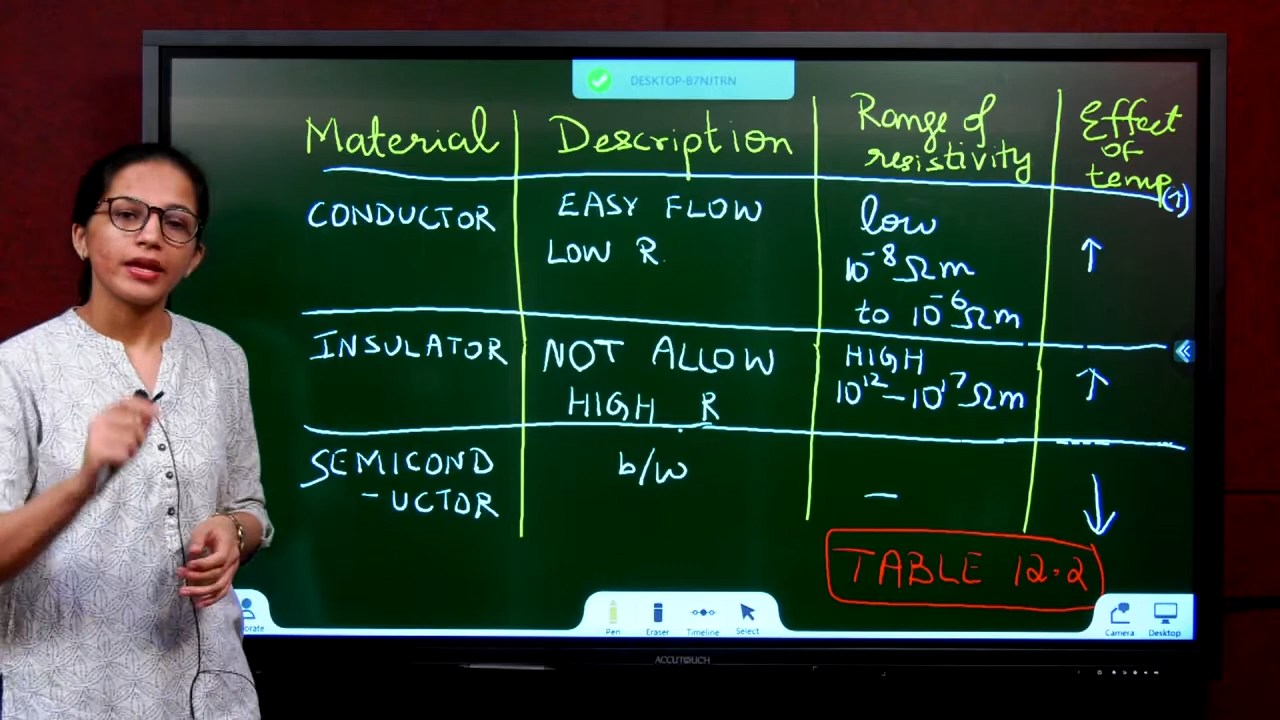 DESKTOP-B7NJTRN
Material
Description
Range of
resistivity
Effect
of
temp (↑)
CONDUCTOR
EASY FLOW
LOW R.
low
10⁻⁸ Ωm
to 10⁻⁶ Ωm
↑
INSULATOR
NOT ALLOW
HIGH R
HIGH
10¹² – 10¹⁷ Ωm
↑
SEMICOND
-UCTOR
b/w
—
↓
TABLE 12.2
orate
Pen
Eraser
Timeline
Select
Camera
Desktop
ACCUTOUCH